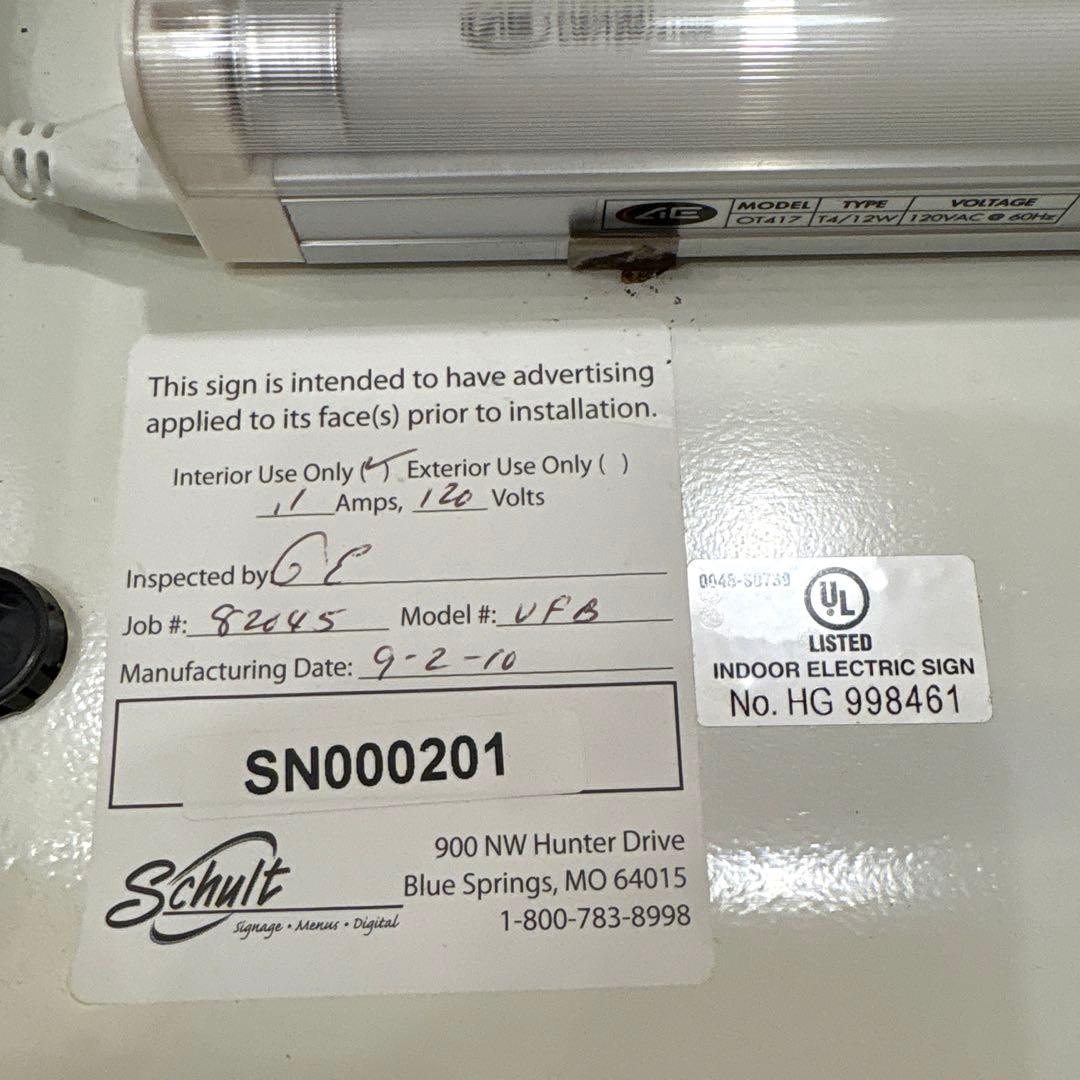 AE MODEL TYPE VOLTAGE
OT417 T4/12W 120VAC @ 60Hz
This sign is intended to have advertising
applied to its face(s) prior to installation.
Interior Use Only (✓) Exterior Use Only ( )
.1 Amps, 120 Volts
Inspected by GE
Job #: 82045 Model #: UFB
Manufacturing Date: 9-2-10
SN000201
Schult
Signage • Menus • Digital
900 NW Hunter Drive
Blue Springs, MO 64015
1-800-783-8998
UL
LISTED
INDOOR ELECTRIC SIGN
No. HG 998461